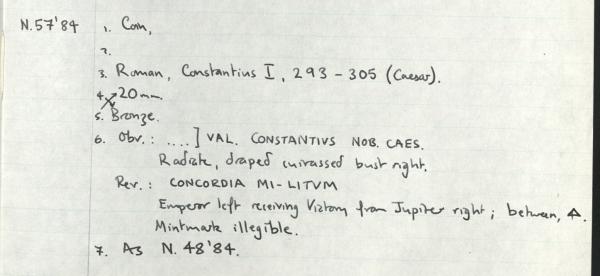 N.57'84 1. Coin,
2.
3. Roman, Constantius I, 293 - 305 (Caesar).
4. 20mm.
5. Bronze.
6. Obv.: ....] VAL. CONSTANTIVS NOB. CAES.
Radiate, draped cuirassed bust right.
Rev.: CONCORDIA MI-LITVM
Emperor left receiving Victory from Jupiter right; between, A.
Mintmark illegible.
7. As N.48'84.